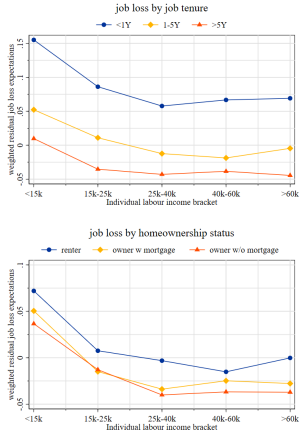 job loss by job tenure
<1Y 1-5Y >5Y
weighted residual job loss expectations
.15
.1
.05
0
-.05
<15k 15k-25k 25k-40k 40k-60k >60k
Individual labour income bracket
job loss by homeownership status
renter owner w mortgage owner w/o mortgage
weighted residual job loss expectations
.1
.05
0
-.05
<15k 15k-25k 25k-40k 40k-60k >60k
Individual labour income bracket